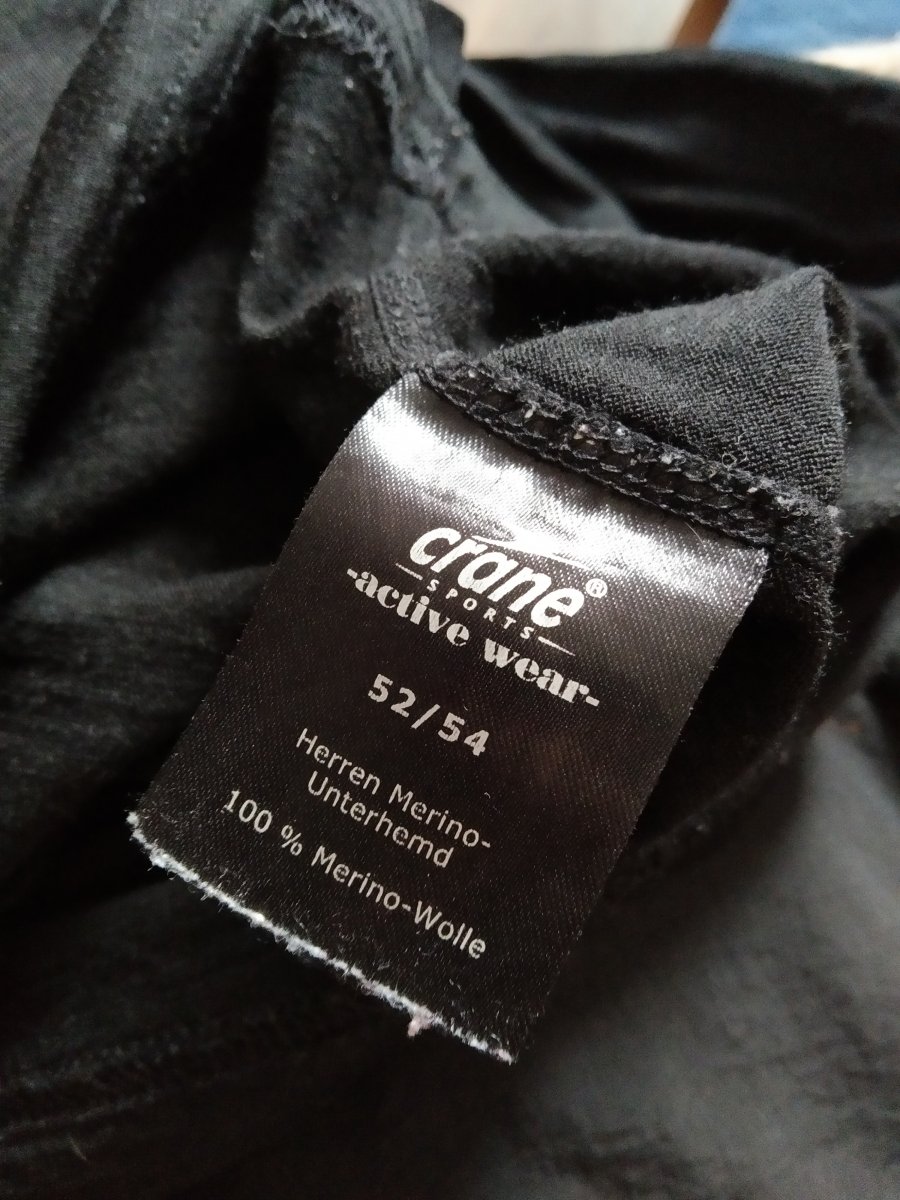 crane®
SPORTS
-active wear-
52/54
Herren Merino-
Unterhemd
100 % Merino-Wolle